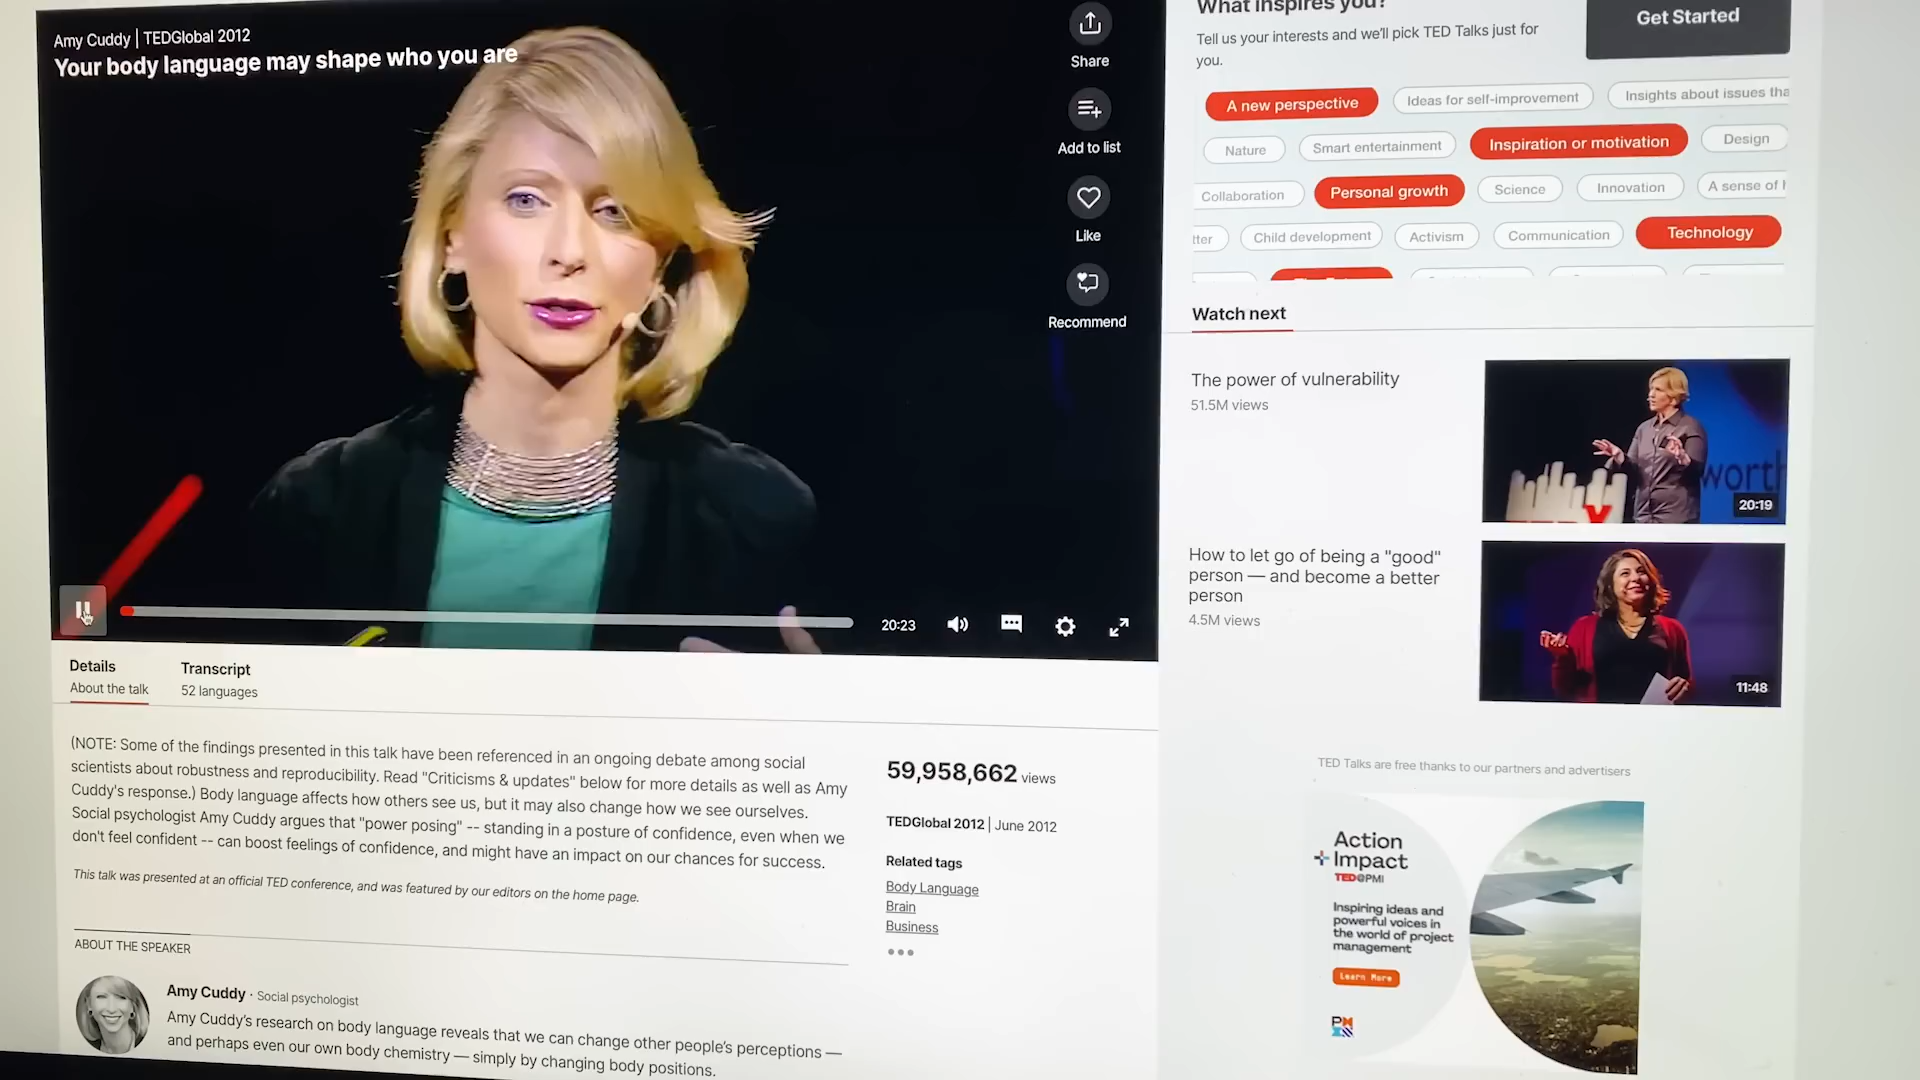 Amy Cuddy | TEDGlobal 2012
Your body language may shape who you are
Share
Add to list
Like
Recommend
20:23
Details
About the talk
Transcript
52 languages
(NOTE: Some of the findings presented in this talk have been referenced in an ongoing debate among social
scientists about robustness and reproducibility. Read "Criticisms & updates" below for more details as well as Amy
Cuddy's response.) Body language affects how others see us, but it may also change how we see ourselves.
Social psychologist Amy Cuddy argues that "power posing" -- standing in a posture of confidence, even when we
don't feel confident -- can boost feelings of confidence, and might have an impact on our chances for success.
This talk was presented at an official TED conference, and was featured by our editors on the home page.
59,958,662 views
TEDGlobal 2012 | June 2012
Related tags
Body Language
Brain
Business
ABOUT THE SPEAKER
Amy Cuddy · Social psychologist
Amy Cuddy's research on body language reveals that we can change other people's perceptions —
and perhaps even our own body chemistry — simply by changing body positions.
What inspires you?
Tell us your interests and we'll pick TED Talks just for
you.
Get Started
A new perspective
Ideas for self-improvement
Insights about issues tha
Nature
Smart entertainment
Inspiration or motivation
Design
Collaboration
Personal growth
Science
Innovation
A sense of
tter
Child development
Activism
Communication
Technology
Watch next
The power of vulnerability
51.5M views
worth
20:19
How to let go of being a "good"
person — and become a better
person
4.5M views
11:48
TED Talks are free thanks to our partners and advertisers
Action
+ Impact
TED@PMI
Inspiring ideas and
powerful voices in
the world of project
management
Learn More